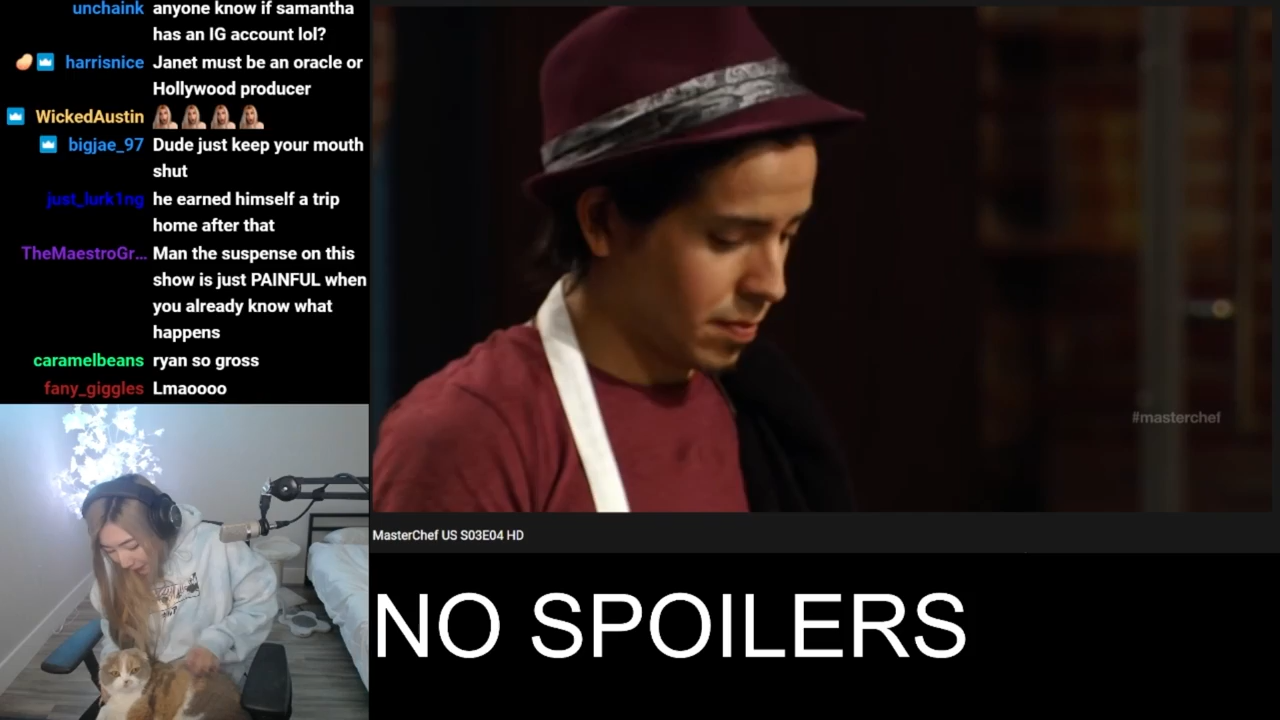 unchaink anyone know if samantha
has an IG account lol?
harrisnice Janet must be an oracle or
Hollywood producer
WickedAustin
bigjae_97 Dude just keep your mouth
shut
just_lurk1ng he earned himself a trip
home after that
TheMaestroGr... Man the suspense on this
show is just PAINFUL when
you already know what
happens
caramelbeans ryan so gross
fany_giggles Lmaoooo
#masterchef
MasterChef US S03E04 HD
NO SPOILERS